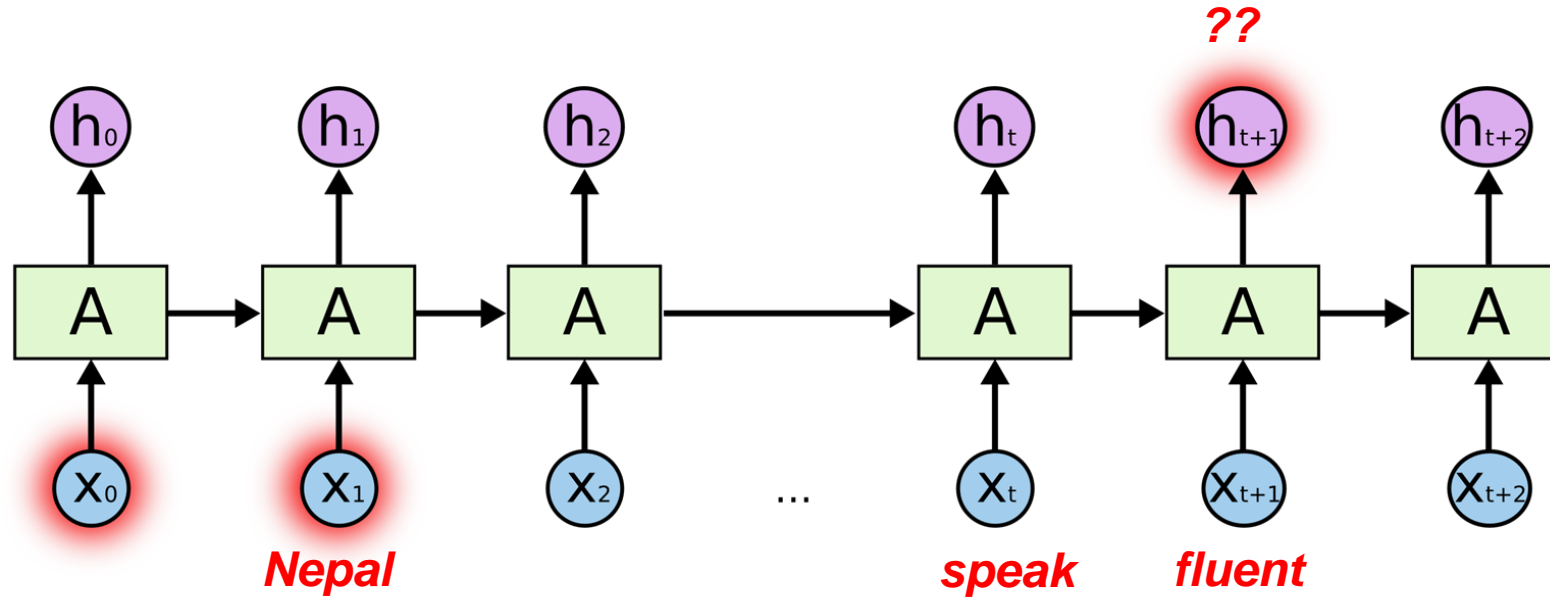 ??
h₀ h₁ h₂ hₜ hₜ₊₁ hₜ₊₂
A A A A A A
x₀ x₁ x₂ ... xₜ xₜ₊₁ xₜ₊₂
Nepal speak fluent